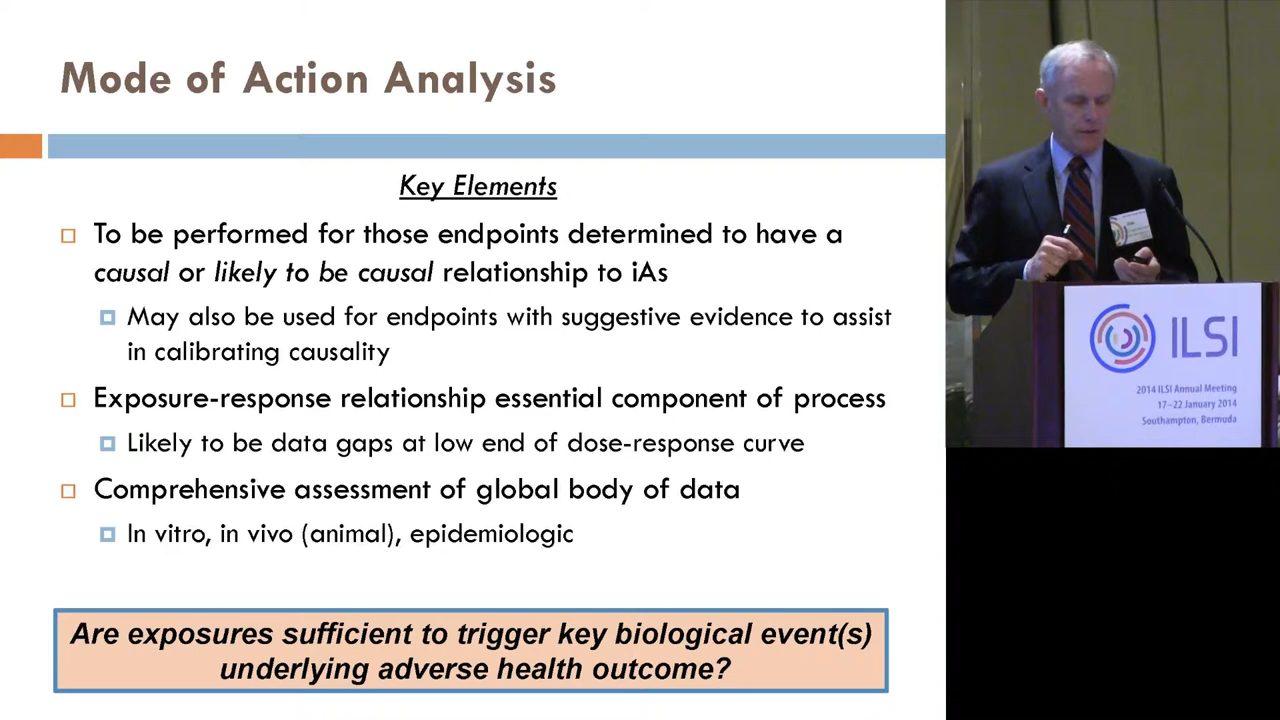 Mode of Action Analysis
Key Elements
To be performed for those endpoints determined to have a
causal or likely to be causal relationship to iAs
May also be used for endpoints with suggestive evidence to assist
in calibrating causality
Exposure-response relationship essential component of process
Likely to be data gaps at low end of dose-response curve
Comprehensive assessment of global body of data
In vitro, in vivo (animal), epidemiologic
Are exposures sufficient to trigger key biological event(s)
underlying adverse health outcome?
ILSI
2014 ILSI Annual Meeting
17–22 January 2014
Southampton, Bermuda